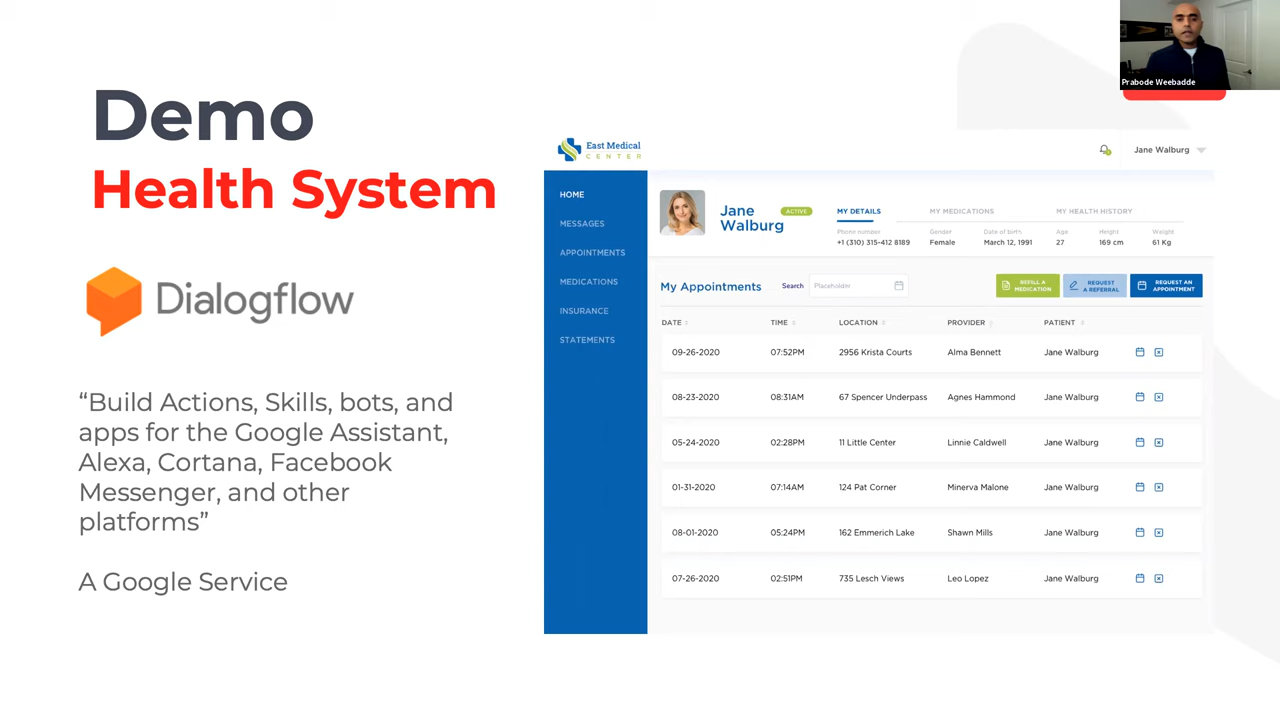 Prabode Weebadde
Demo
Health System
Dialogflow
“Build Actions, Skills, bots, and
apps for the Google Assistant,
Alexa, Cortana, Facebook
Messenger, and other
platforms”
A Google Service
East Medical
CENTER
Jane Walburg
HOME
MESSAGES
APPOINTMENTS
MEDICATIONS
INSURANCE
STATEMENTS
Jane
Walburg
ACTIVE
MY DETAILS MY MEDICATIONS MY HEALTH HISTORY
Phone number Gender Date of birth Age Height Weight
+1 (310) 315-412 8189 Female March 12, 1991 27 169 cm 61 Kg
My Appointments
Search
Placeholder
REFILL A
MEDICATION
REQUEST
A REFERRAL
REQUEST AN
APPOINTMENT
DATE TIME LOCATION PROVIDER PATIENT
09-26-2020 07:52PM 2956 Krista Courts Alma Bennett Jane Walburg
08-23-2020 08:31AM 67 Spencer Underpass Agnes Hammond Jane Walburg
05-24-2020 02:28PM 11 Little Center Linnie Caldwell Jane Walburg
01-31-2020 07:14AM 124 Pat Corner Minerva Malone Jane Walburg
08-01-2020 05:24PM 162 Emmerich Lake Shawn Mills Jane Walburg
07-26-2020 02:51PM 735 Lesch Views Leo Lopez Jane Walburg